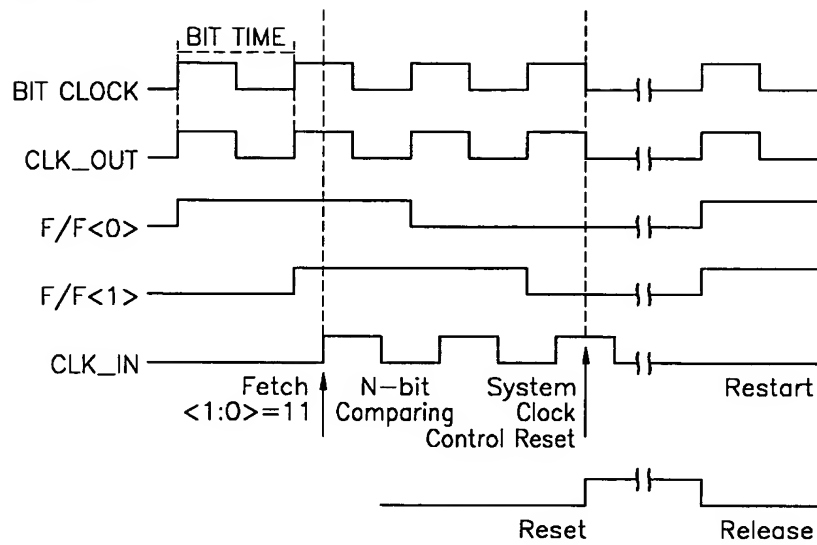 BIT TIME
BIT CLOCK
CLK_OUT
F/F<0>
F/F<1>
CLK_IN
Fetch
<1:0>=11
N-bit
Comparing
System
Clock
Control Reset
Restart
Reset
Release